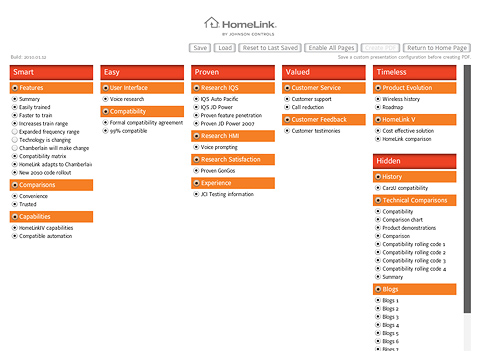 HomeLink
BY JOHNSON CONTROLS
Save
Load
Reset to Last Saved
Enable All Pages
Create PDF
Return to Home Page
Save a custom presentation configuration before creating PDF.
Smart
Features
Summary
Easily trained
Faster to train
Increases train range
Expanded frequency range
Technology is changing
Chamberlain will make change
Compatibility matrix
HomeLink adapts to Chamberlain
New 2010 code rollout
Comparisons
Convenience
Trusted
Capabilities
HomeLinkIV capabilities
Compatible automation
Easy
User Interface
Voice research
Compatibility
Formal compatibility agreement
99% compatible
Proven
Research IQS
IQS Auto Pacific
IQS JD Power
Proven feature penetration
Proven JD Power 2007
Research HMI
Voice prompting
Research Satisfaction
Proven GonGos
Experience
JCI Testing information
Valued
Customer Service
Customer support
Call reduction
Customer Feedback
Customer testimonies
Timeless
Product Evolution
Wireless history
Roadmap
HomeLink V
Cost effective solution
HomeLink comparison
Hidden
History
Car2U compatibility
Technical Comparisons
Compatibility
Comparison chart
Product demonstrations
Comparison
Compatibility rolling code 1
Compatibility rolling code 2
Compatibility rolling code 3
Compatibility rolling code 4
Summary
Blogs
Blogs 1
Blogs 2
Blogs 3
Blogs 4
Blogs 5
Blogs 6